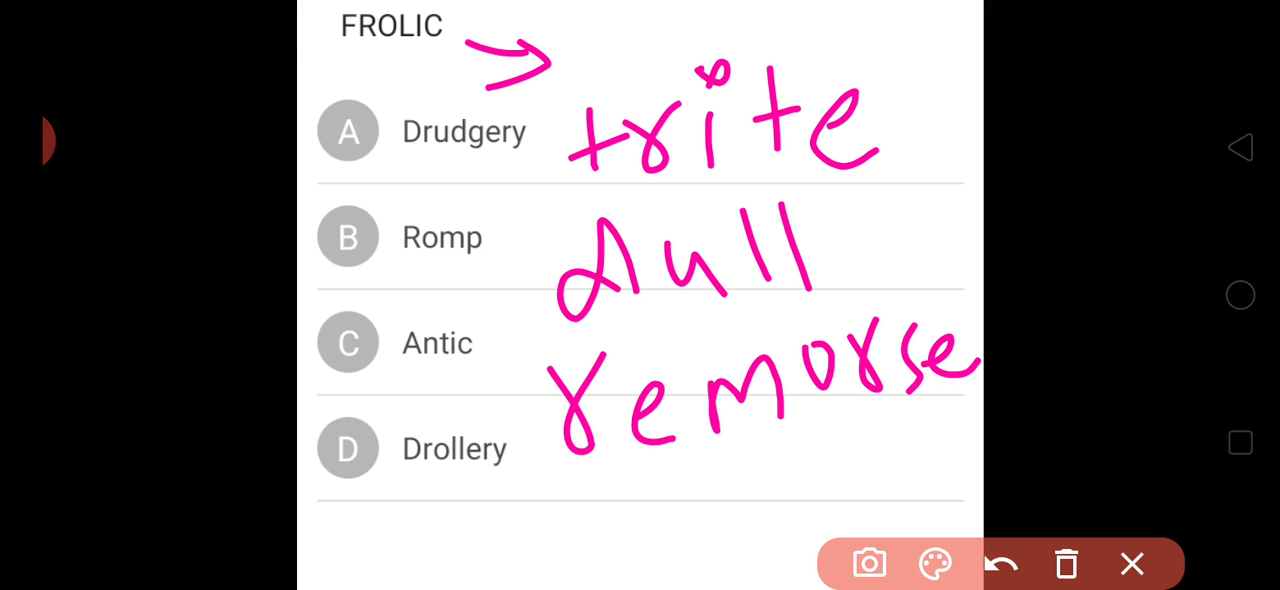 FROLIC
trite
A Drudgery
B Romp
dull
C Antic
remorse
D Drollery